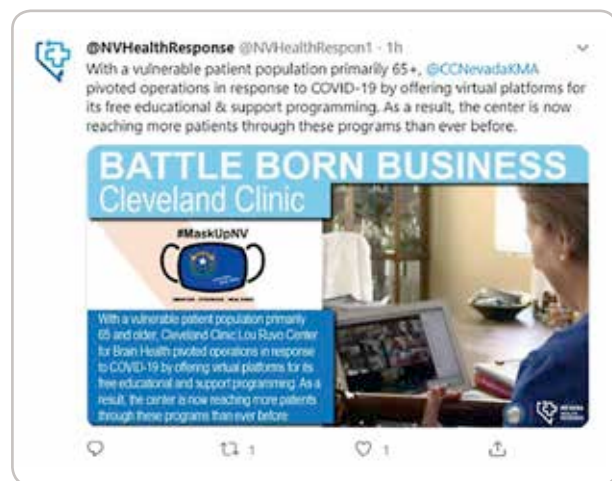 @NVHealthResponse @NVHealthRespon1 · 1h
With a vulnerable patient population primarily 65+, @CCNevadaKMA
pivoted operations in response to COVID-19 by offering virtual platforms for
its free educational & support programming. As a result, the center is now
reaching more patients through these programs than ever before.
BATTLE BORN BUSINESS
Cleveland Clinic
#MaskUpNV
With a vulnerable patient population primarily
65 and older, Cleveland Clinic Lou Ruvo Center
for Brain Health pivoted operations in response
to COVID-19 by offering virtual platforms for its
free educational and support programming. As a
result, the center is now reaching more patients
through these programs than ever before
NEVADA
HEALTH
RESPONSE
1
1